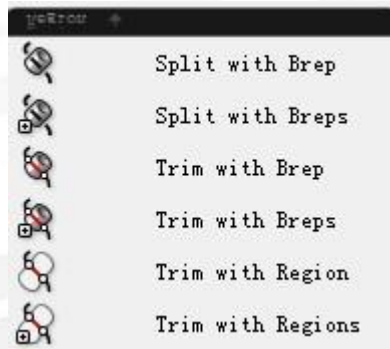 Split with Brep
Split with Breps
Trim with Brep
Trim with Breps
Trim with Region
Trim with Regions